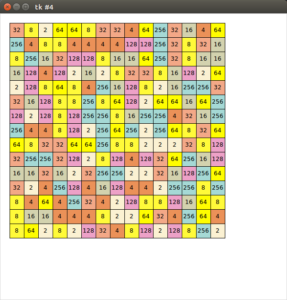 tk #4
32 8 2 64 64 8 32 32 4 64 256 32 16 4 64
256 4 8 8 4 4 4 4 128 128 256 32 8 32 16
8 256 16 32 128 128 8 16 16 64 256 32 8 16 16
16 128 4 128 2 16 2 8 32 32 8 16 128 2 64
2 128 8 64 8 4 256 16 128 8 2 16 256 256 32
32 16 128 8 8 256 8 64 128 2 64 64 16 64 256
128 2 128 8 128 256 256 8 16 256 256 4 32 16 256
256 4 4 8 128 2 256 64 256 2 256 64 8 32 64
64 8 32 32 64 64 256 8 8 2 2 2 32 8 128
32 256 256 32 128 2 8 128 4 128 32 64 256 16 128
16 16 32 16 2 32 256 256 2 2 32 16 128 256 64
32 2 4 256 128 4 16 128 4 4 2 256 256 8 256
8 4 64 4 256 32 4 2 128 8 8 128 16 64 8
8 16 16 4 4 4 8 2 2 64 32 4 256 64 4
8 64 2 8 2 128 32 4 8 128 2 128 8 256 2